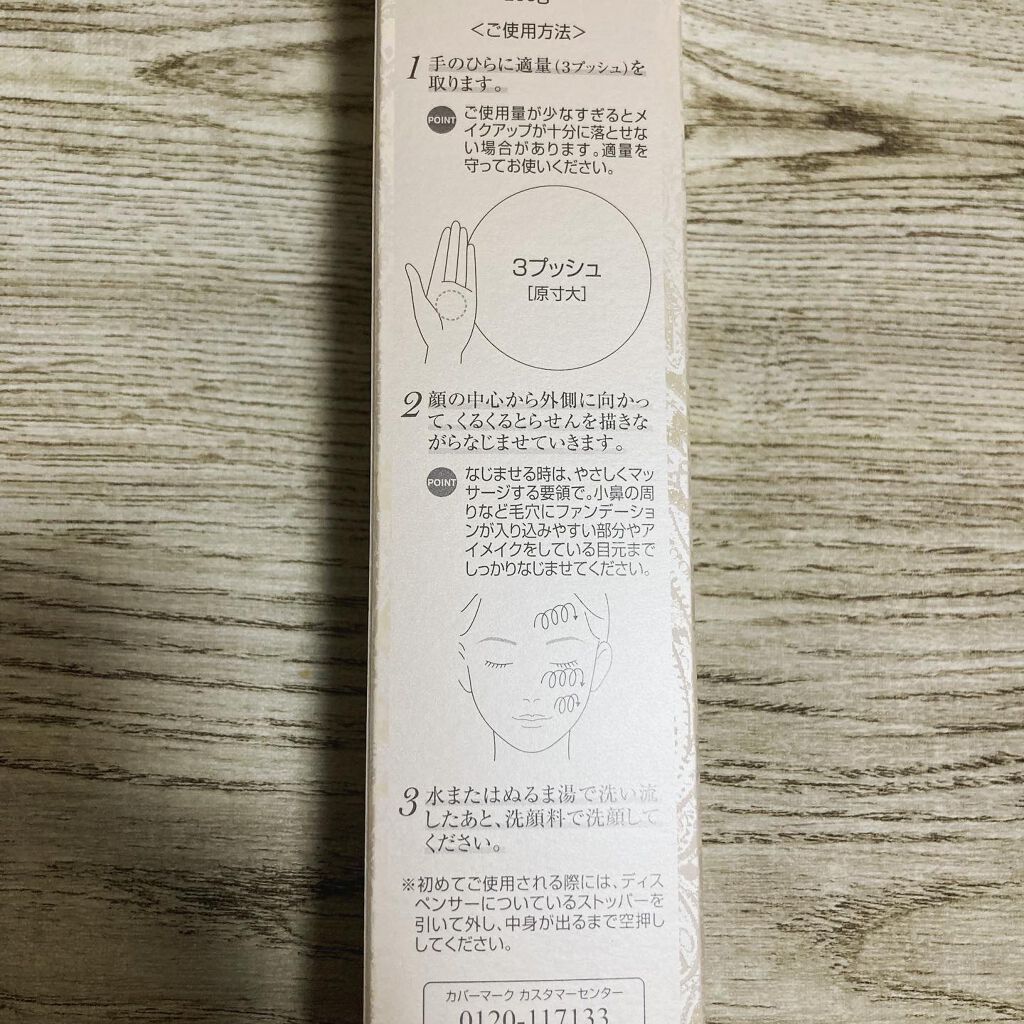 <ご使用方法>
1 手のひらに適量(3プッシュ)を
取ります。
POINT ご使用量が少なすぎるとメ
イクアップが十分に落とせな
い場合があります。適量を
守ってお使いください。
3プッシュ
[原寸大]
2 顔の中心から外側に向かっ
て、くるくるとらせんを描きな
がらなじませていきます。
POINT なじませる時は、やさしくマッ
サージする要領で。小鼻の周
りなど毛穴にファンデーショ
ンが入り込みやすい部分やア
イメイクをしている目元まで
しっかりなじませてください。
3 水またはぬるま湯で洗い流
したあと、洗顔料で洗顔して
ください。
※初めてご使用される際には、ディス
ペンサーについているストッパーを
引いて外し、中身が出るまで空押し
してください。
カバーマーク カスタマーセンター
0120-117133